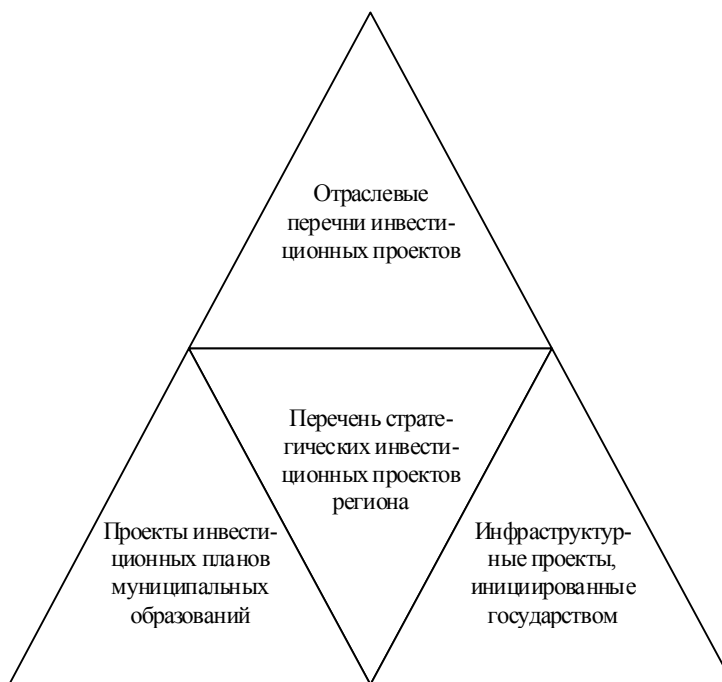 Отраслевые
перечни инвести-
ционных проектов
Перечень страте-
гических инвести-
ционных проектов
региона
Проекты инвести-
ционных планов
муниципальных
образований
Инфраструктур-
ные проекты,
инициированные
государством